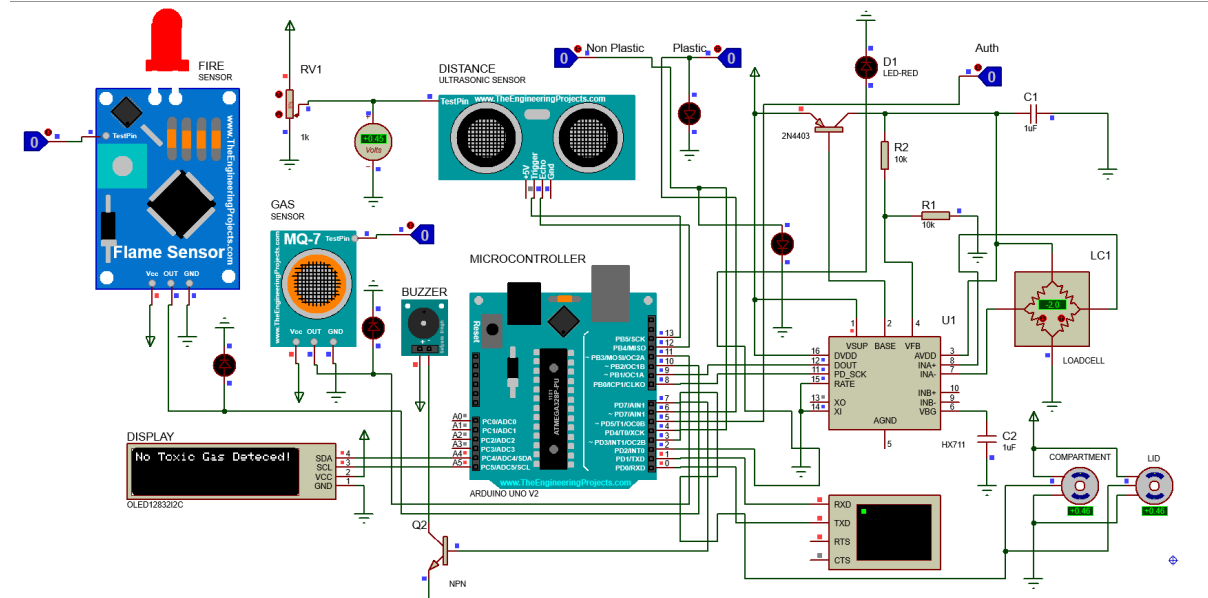 FIRE
SENSOR
TestPin
0
www.TheEngineeringProjects.com
Flame Sensor
Vcc OUT GND
RV1
1k
+0.45
Volts
DISTANCE
ULTRASONIC SENSOR
TestPin www.TheEngineeringProjects.com
+5V
Trigger
Echo
Gnd
0 Non Plastic
Plastic 0
D1
LED-RED
Auth
0
C1
1uF
2N4403
R2
10k
R1
10k
GAS
SENSOR
MQ-7 TestPin
0
www.TheEngineeringProjects.com
Vcc OUT GND
BUZZER
MICROCONTROLLER
Reset
ATMEGA328P-PU
1121
PB5/SCK 13
PB4/MISO 12
~ PB3/MOSI/OC2A 11
~ PB2/OC1B 10
~ PB1/OC1A 9
PB0/ICP1/CLKO 8
PD7/AIN1 7
~ PD7/AIN1 6
~ PD5/T1/OC0B 5
PD4/T0/XCK 4
~ PD3/INT1/OC2B 3
PD2/INT0 2
PD1/TXD 1
PD0/RXD 0
A0 PC0/ADC0
A1 PC1/ADC1
A2 PC2/ADC2
A3 PC3/ADC3
A4 PC4/ADC4/SDA
A5 PC5/ADC5/SCL
www.TheEngineeringProjects.com
ARDUINO UNO V2
LC1
-2.0
LOADCELL
U1
1 2 4
VSUP BASE VFB
16 DVDD
12 DOUT
11 PD_SCK
15 RATE
13 XO
14 XI
AVDD 3
INA+ 8
INA- 7
INB+ 10
INB- 9
VBG 6
AGND
5
HX711
C2
1uF
COMPARTMENT
+0.46
LID
+0.46
DISPLAY
No Toxic Gas Deteced!
SDA 4
SCL 3
VCC 2
GND 1
OLED12832I2C
Q2
NPN
RXD
TXD
RTS
CTS